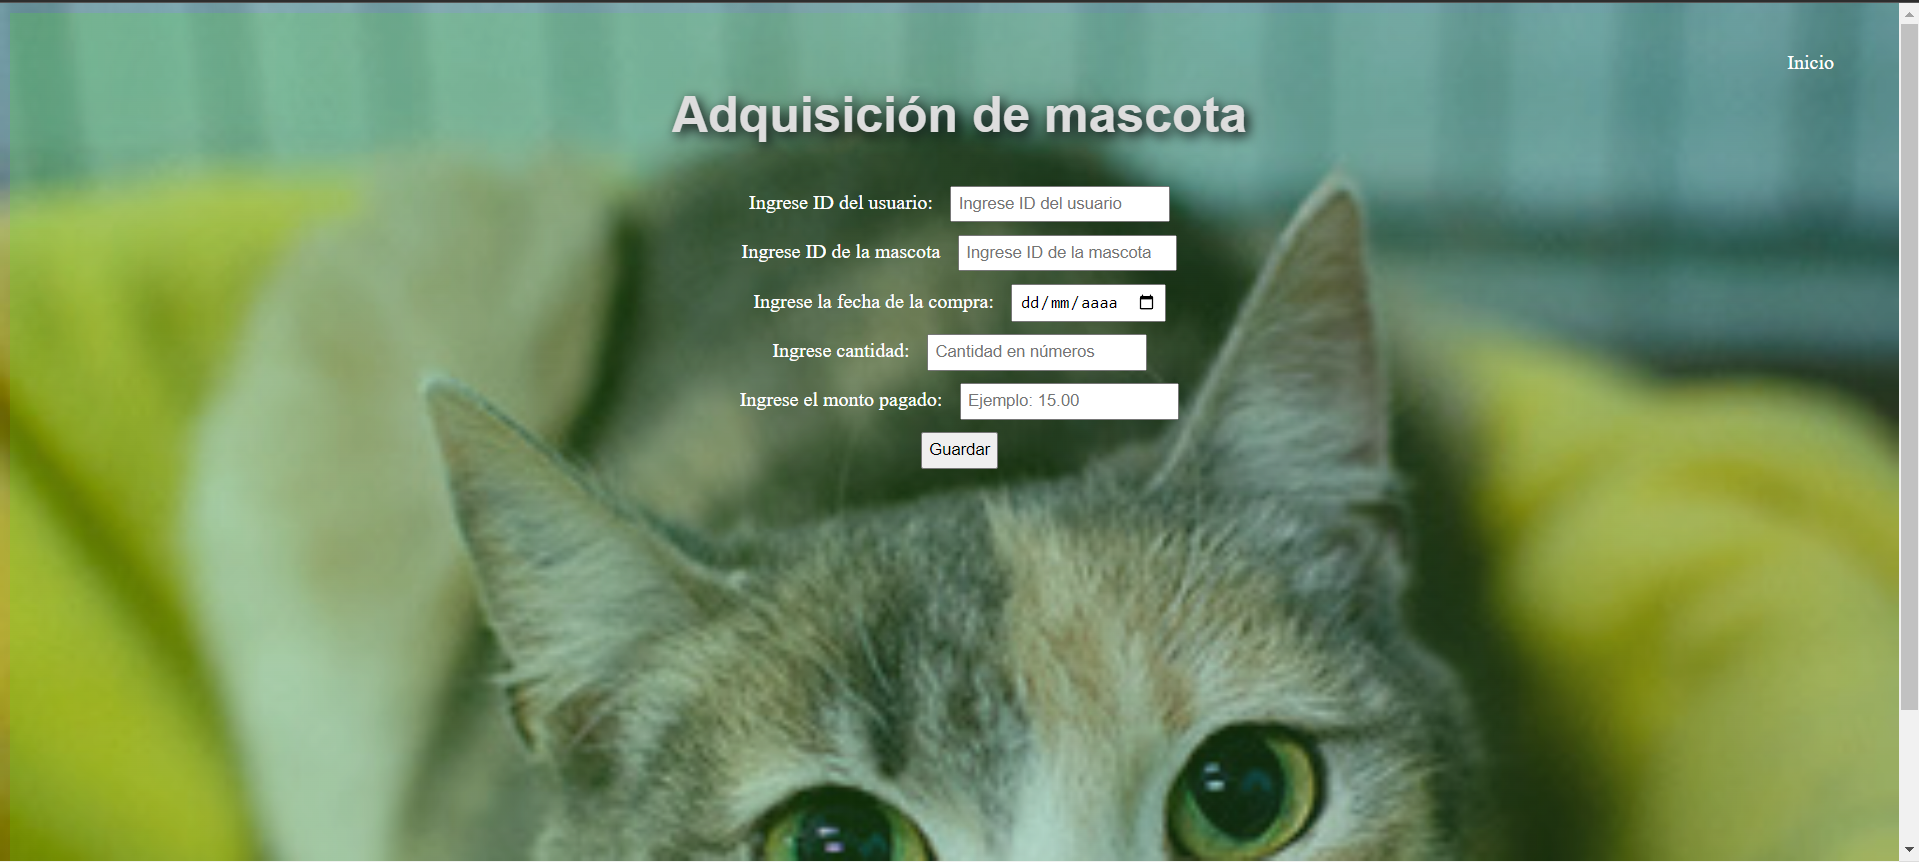 Inicio
Adquisición de mascota
Ingrese ID del usuario: Ingrese ID del usuario
Ingrese ID de la mascota Ingrese ID de la mascota
Ingrese la fecha de la compra: dd/mm/aaaa
Ingrese cantidad: Cantidad en números
Ingrese el monto pagado: Ejemplo: 15.00
Guardar